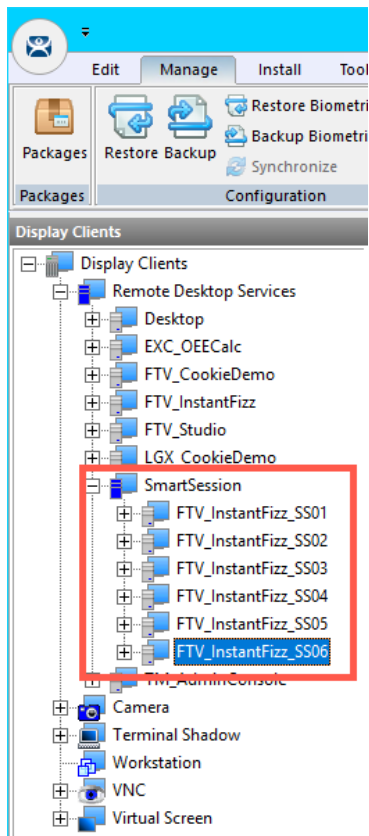 Edit Manage Install Tool
Restore Biometri
Backup Biometri
Packages Restore Backup
Synchronize
Packages Configuration
Display Clients
Display Clients
Remote Desktop Services
Desktop
EXC_OEECalc
FTV_CookieDemo
FTV_InstantFizz
FTV_Studio
LGX_CookieDemo
SmartSession
FTV_InstantFizz_SS01
FTV_InstantFizz_SS02
FTV_InstantFizz_SS03
FTV_InstantFizz_SS04
FTV_InstantFizz_SS05
FTV_InstantFizz_SS06
TM_AdminConsole
Camera
Terminal Shadow
Workstation
VNC
Virtual Screen